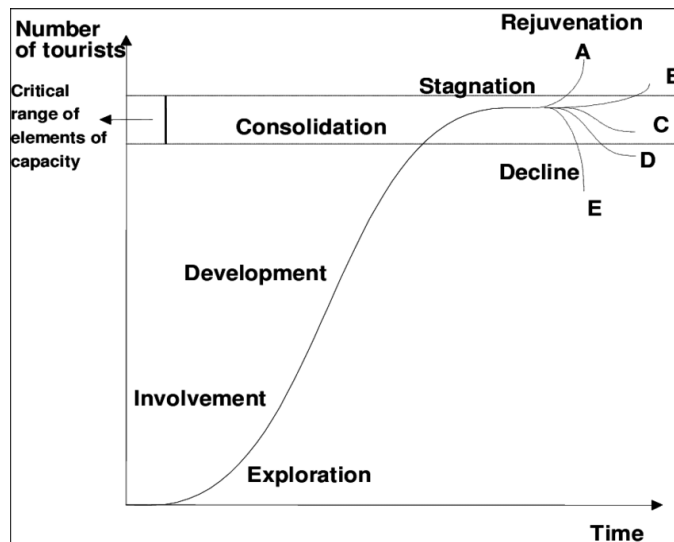 Number
of tourists
Rejuvenation
A
B
Stagnation
Critical
range of
elements of
capacity
Consolidation
C
D
Decline
E
Development
Involvement
Exploration
Time